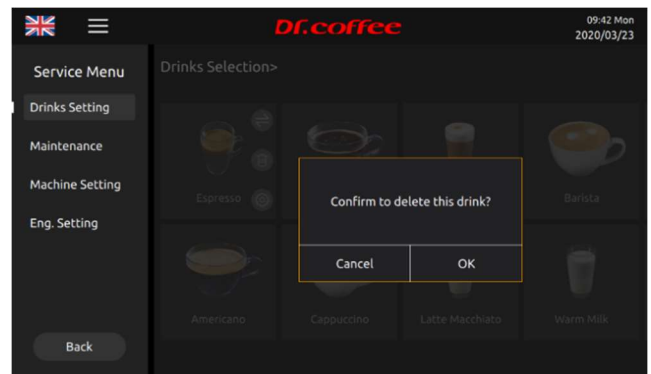 Dr.coffee
09:42 Mon
2020/03/23
Service Menu
Drinks Setting
Maintenance
Machine Setting
Eng. Setting
Back
Drinks Selection>
Espresso
Barista
Confirm to delete this drink?
Cancel
OK
Americano
Cappuccino
Latte Macchiato
Warm Milk